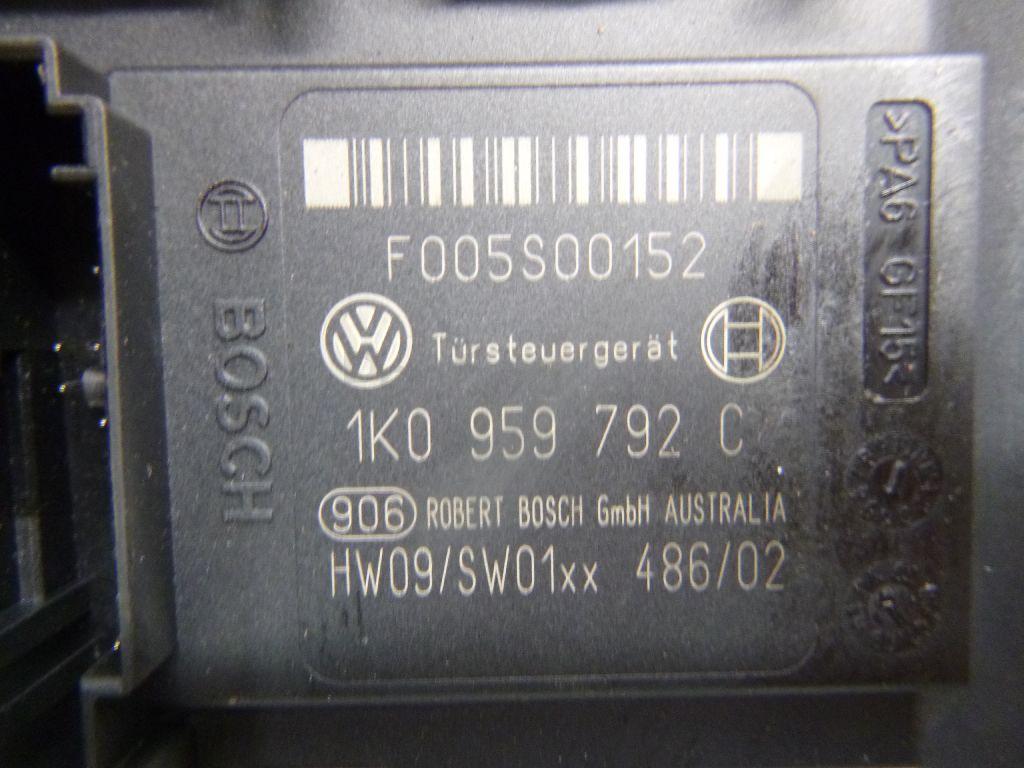 F005S00152
Türsteuergerät
1K0 959 792 C
906 ROBERT BOSCH GmbH AUSTRALIA
HW09/SW01xx 486/02
BOSCH
>PA6 GF15<